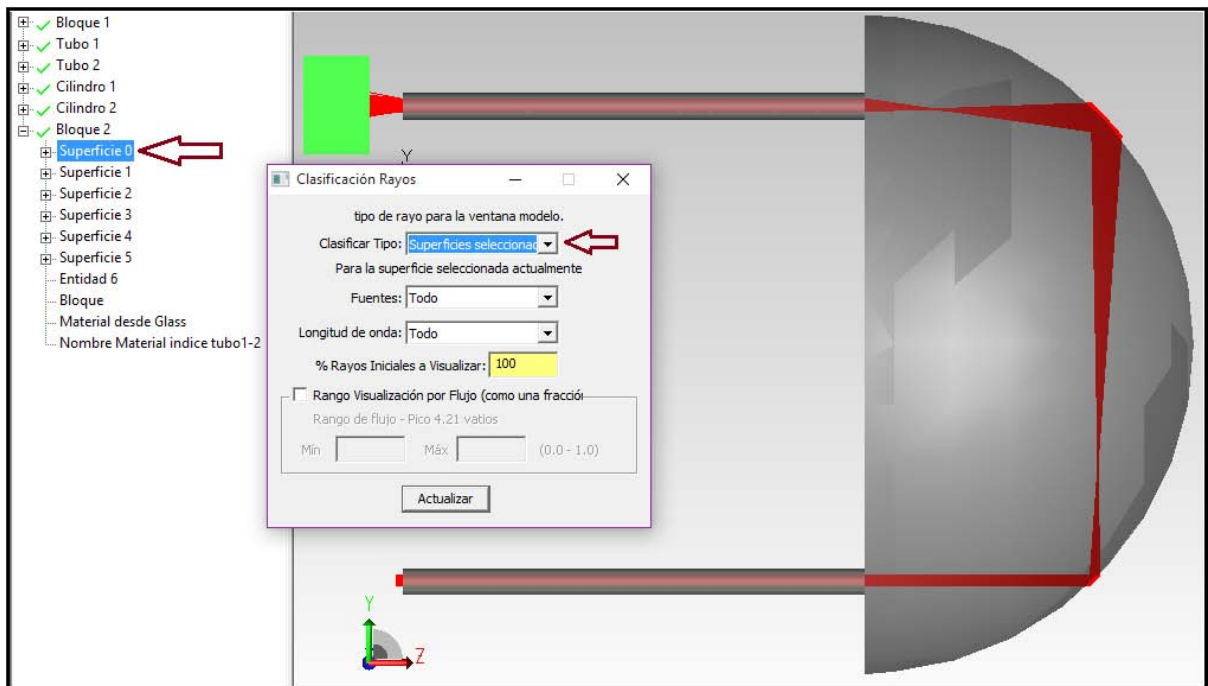 Bloque 1
Tubo 1
Tubo 2
Cilindro 1
Cilindro 2
Bloque 2
Superficie 0
Superficie 1
Superficie 2
Superficie 3
Superficie 4
Superficie 5
Entidad 6
Bloque
Material desde Glass
Nombre Material indice tubo1-2
Y
Clasificación Rayos
tipo de rayo para la ventana modelo.
Clasificar Tipo: Superficies seleccionad
Para la superficie seleccionada actualmente
Fuentes: Todo
Longitud de onda: Todo
% Rayos Iniciales a Visualizar: 100
Rango Visualización por Flujo (como una fracción
Rango de flujo - Pico 4.21 vatios
Mín Máx (0.0 - 1.0)
Actualizar
Y
Z